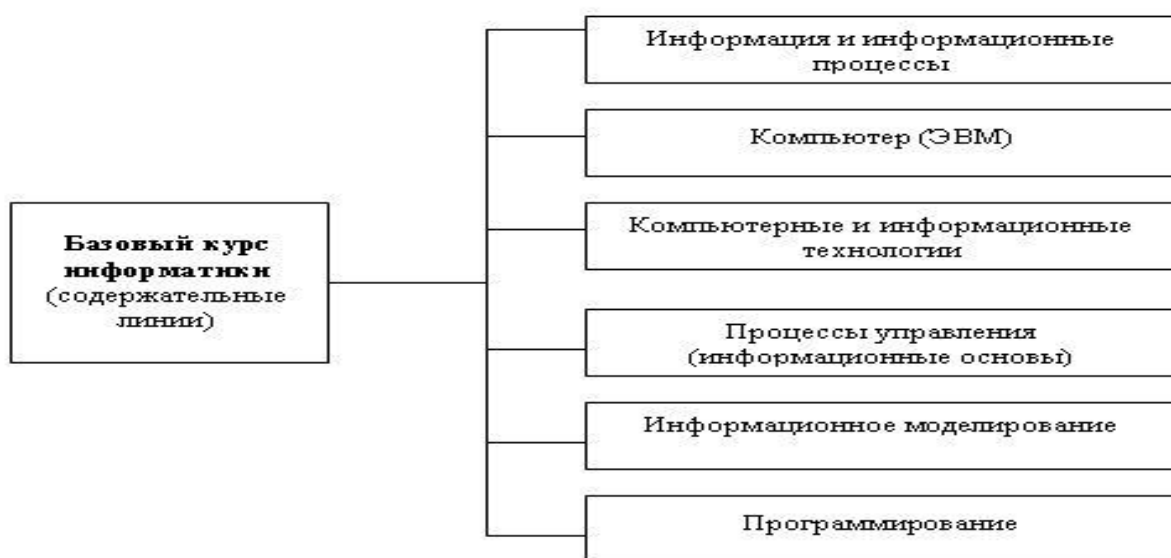 Базовый курс
информатики
(содержательные
линии)
Информация и информационные
процессы
Компьютер (ЭВМ)
Компьютерные и информационные
технологии
Процессы управления
(информационные основы)
Информационное моделирование
Программирование